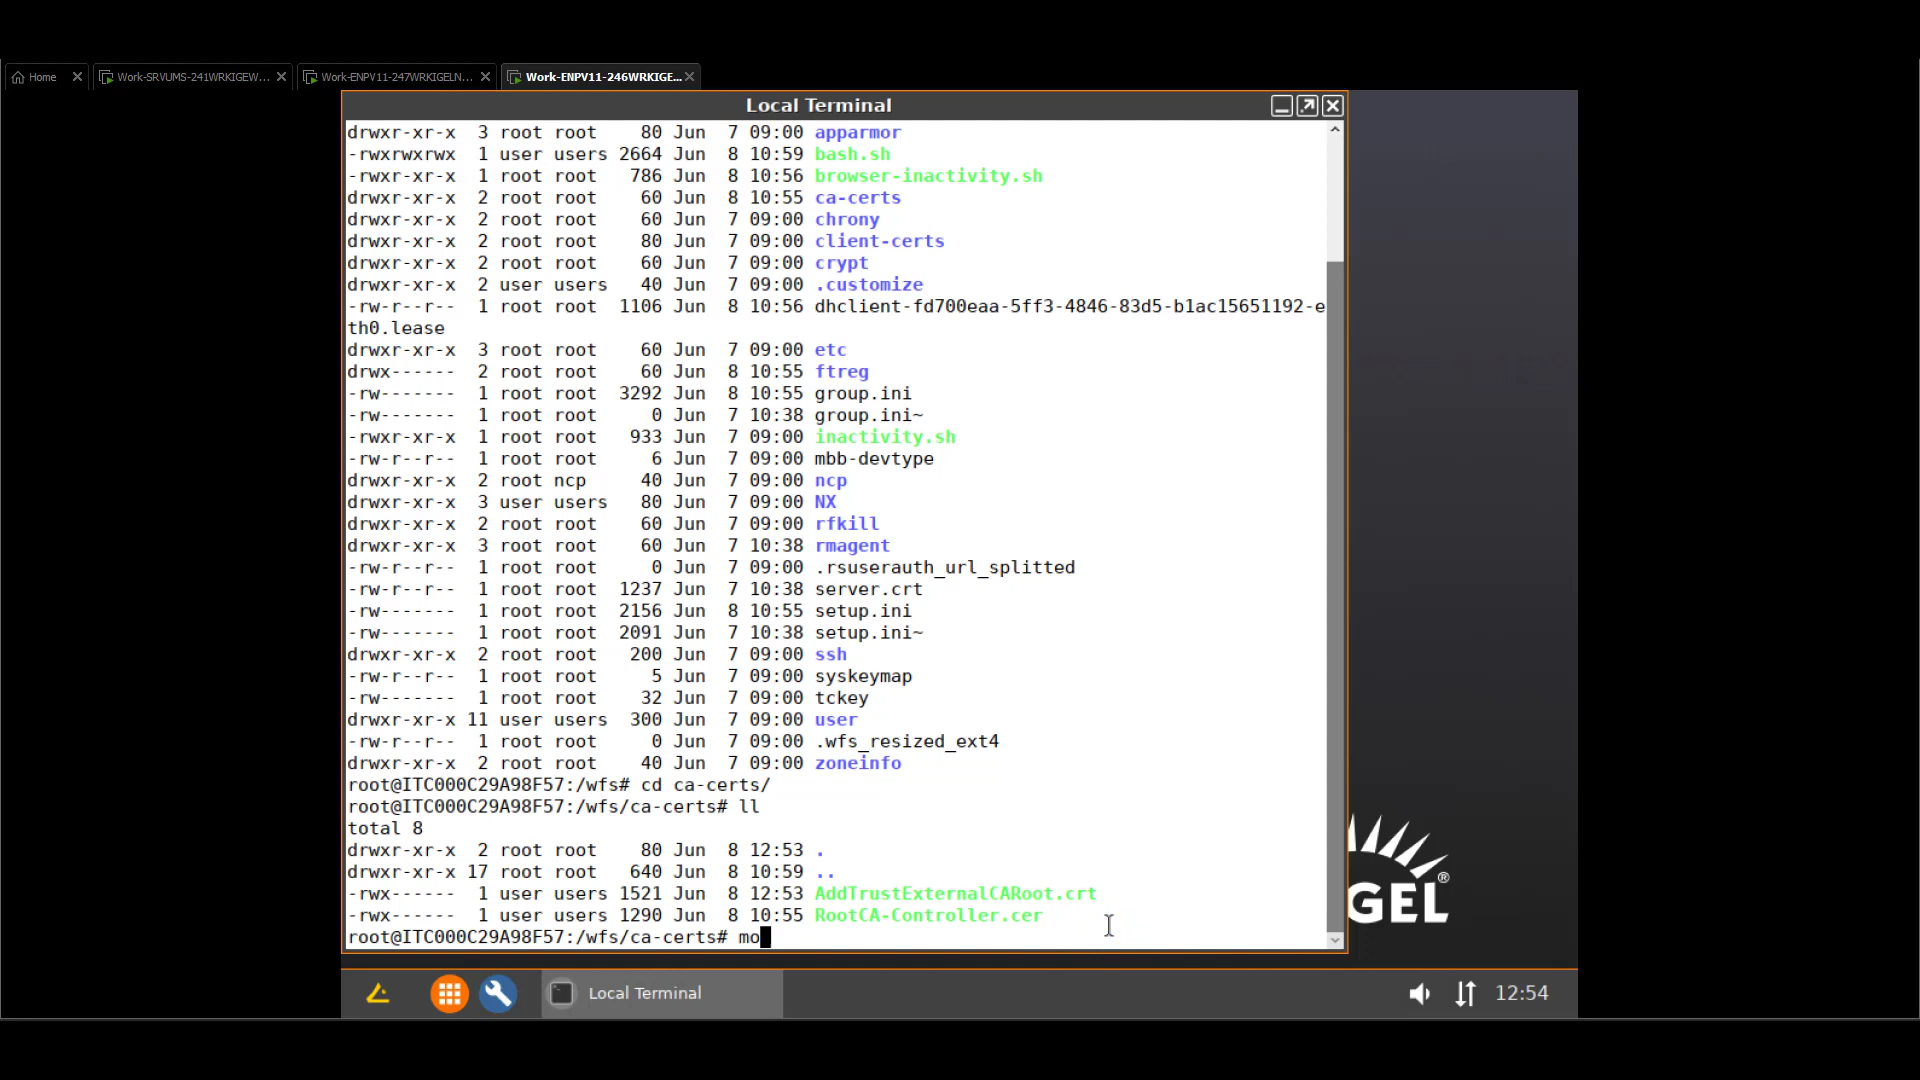 Home
Work-SRVUMS-241WRKIGEW...
Work-ENPV11-247WRKIGELN...
Work-ENPV11-246WRKIGE...
Local Terminal
drwxr-xr-x 3 root root 80 Jun 7 09:00 apparmor
-rwxrwxrwx 1 user users 2664 Jun 8 10:59 bash.sh
-rwxr-xr-x 1 root root 786 Jun 8 10:56 browser-inactivity.sh
drwxr-xr-x 2 root root 60 Jun 8 10:55 ca-certs
drwxr-xr-x 2 root root 60 Jun 7 09:00 chrony
drwxr-xr-x 2 root root 80 Jun 7 09:00 client-certs
drwxr-xr-x 2 root root 60 Jun 7 09:00 crypt
drwxr-xr-x 2 user users 40 Jun 7 09:00 .customize
-rw-r--r-- 1 root root 1106 Jun 8 10:56 dhclient-fd700eaa-5ff3-4846-83d5-b1ac15651192-e
th0.lease
drwxr-xr-x 3 root root 60 Jun 7 09:00 etc
drwx------ 2 root root 60 Jun 8 10:55 ftreg
-rw------- 1 root root 3292 Jun 8 10:55 group.ini
-rw------- 1 root root 0 Jun 7 10:38 group.ini~
-rwxr-xr-x 1 root root 933 Jun 7 09:00 inactivity.sh
-rw-r--r-- 1 root root 6 Jun 7 09:00 mbb-devtype
drwxr-xr-x 2 root ncp 40 Jun 7 09:00 ncp
drwxr-xr-x 3 user users 80 Jun 7 09:00 NX
drwxr-xr-x 2 root root 60 Jun 7 09:00 rfkill
drwxr-xr-x 3 root root 60 Jun 7 10:38 rmagent
-rw-r--r-- 1 root root 0 Jun 7 09:00 .rsuserauth_url_splitted
-rw-r--r-- 1 root root 1237 Jun 7 10:38 server.crt
-rw------- 1 root root 2156 Jun 8 10:55 setup.ini
-rw------- 1 root root 2091 Jun 7 10:38 setup.ini~
drwxr-xr-x 2 root root 200 Jun 7 09:00 ssh
-rw-r--r-- 1 root root 5 Jun 7 09:00 syskeymap
-rw------- 1 root root 32 Jun 7 09:00 tckey
drwxr-xr-x 11 user users 300 Jun 7 09:00 user
-rw-r--r-- 1 root root 0 Jun 7 09:00 .wfs_resized_ext4
drwxr-xr-x 2 root root 40 Jun 7 09:00 zoneinfo
root@ITC000C29A98F57:/wfs# cd ca-certs/
root@ITC000C29A98F57:/wfs/ca-certs# ll
total 8
drwxr-xr-x 2 root root 80 Jun 8 12:53 .
drwxr-xr-x 17 root root 640 Jun 8 10:59 ..
-rwx------ 1 user users 1521 Jun 8 12:53 AddTrustExternalCARoot.crt
-rwx------ 1 user users 1290 Jun 8 10:55 RootCA-Controller.cer
root@ITC000C29A98F57:/wfs/ca-certs# mo
GEL®
Local Terminal
12:54